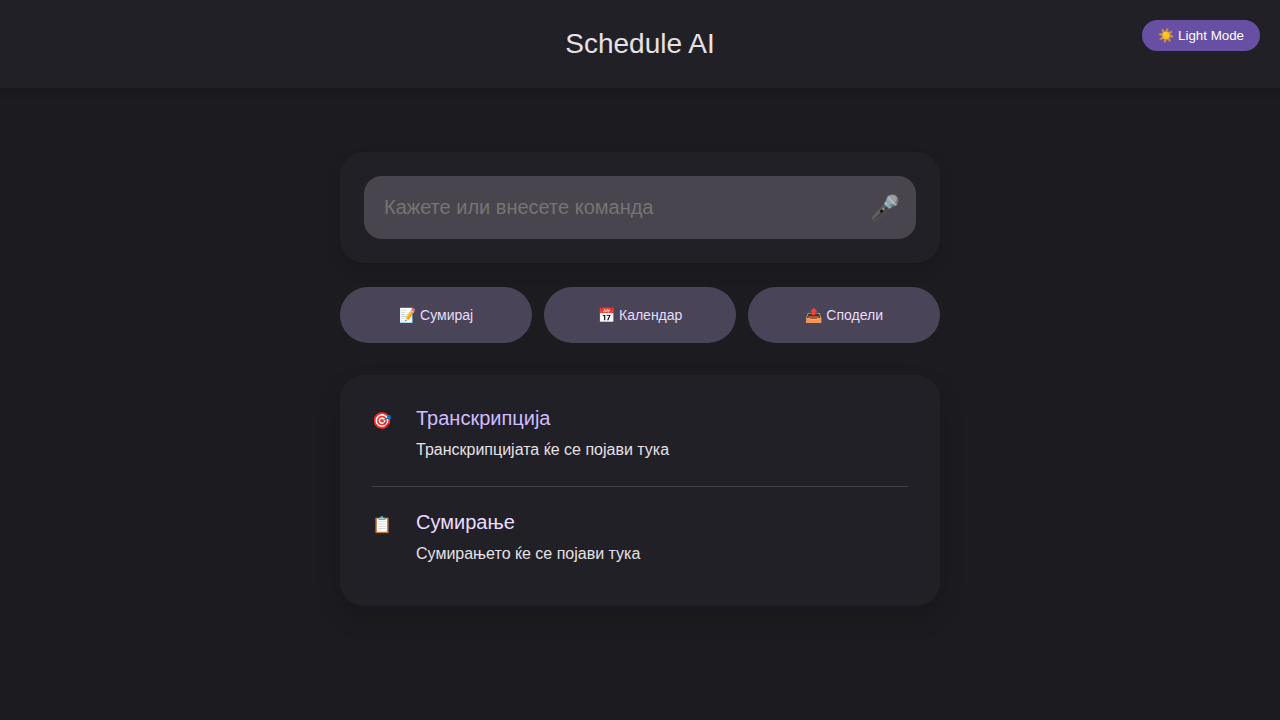 Schedule AI
☀️ Light Mode
Кажете или внесете команда
📝 Сумирај
📅 Календар
📤 Сподели
Транскрипција
Транскрипцијата ќе се појави тука
Сумирање
Сумирањето ќе се појави тука